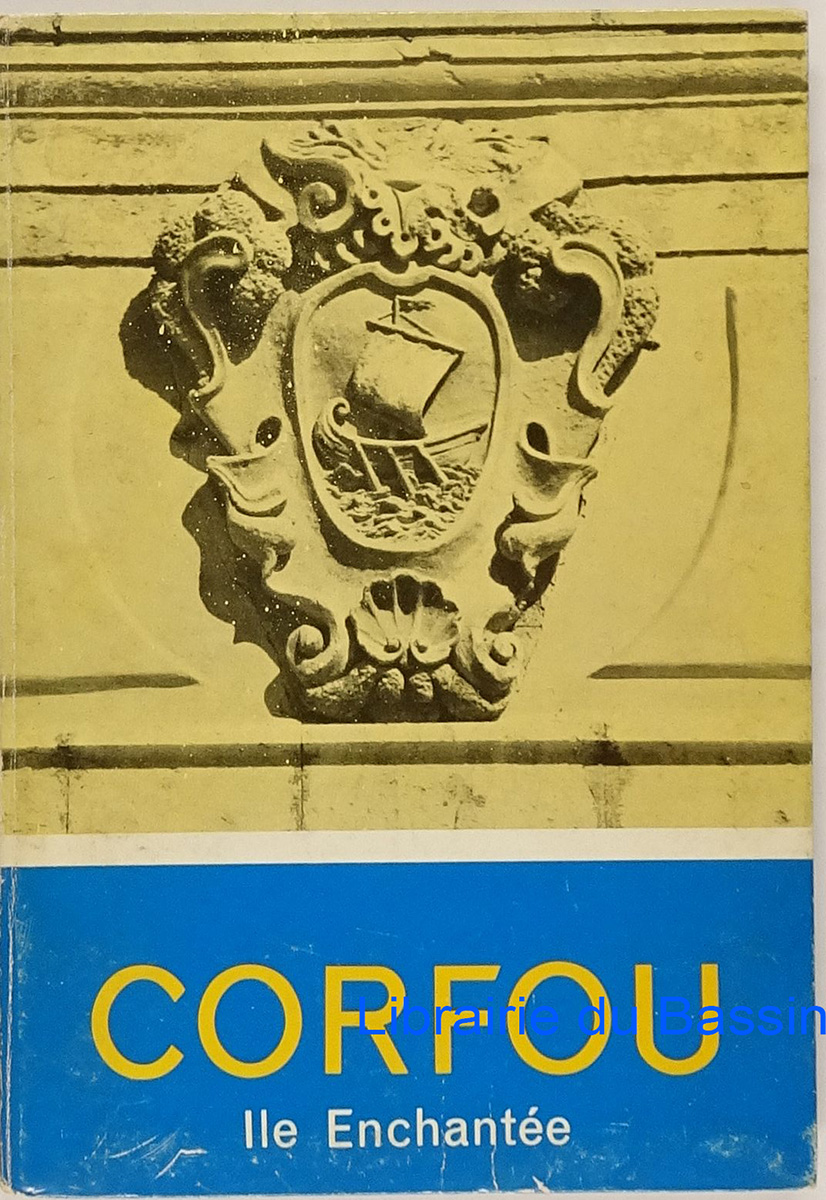 CORFOU
Librairie du Bassin
Ile Enchantée